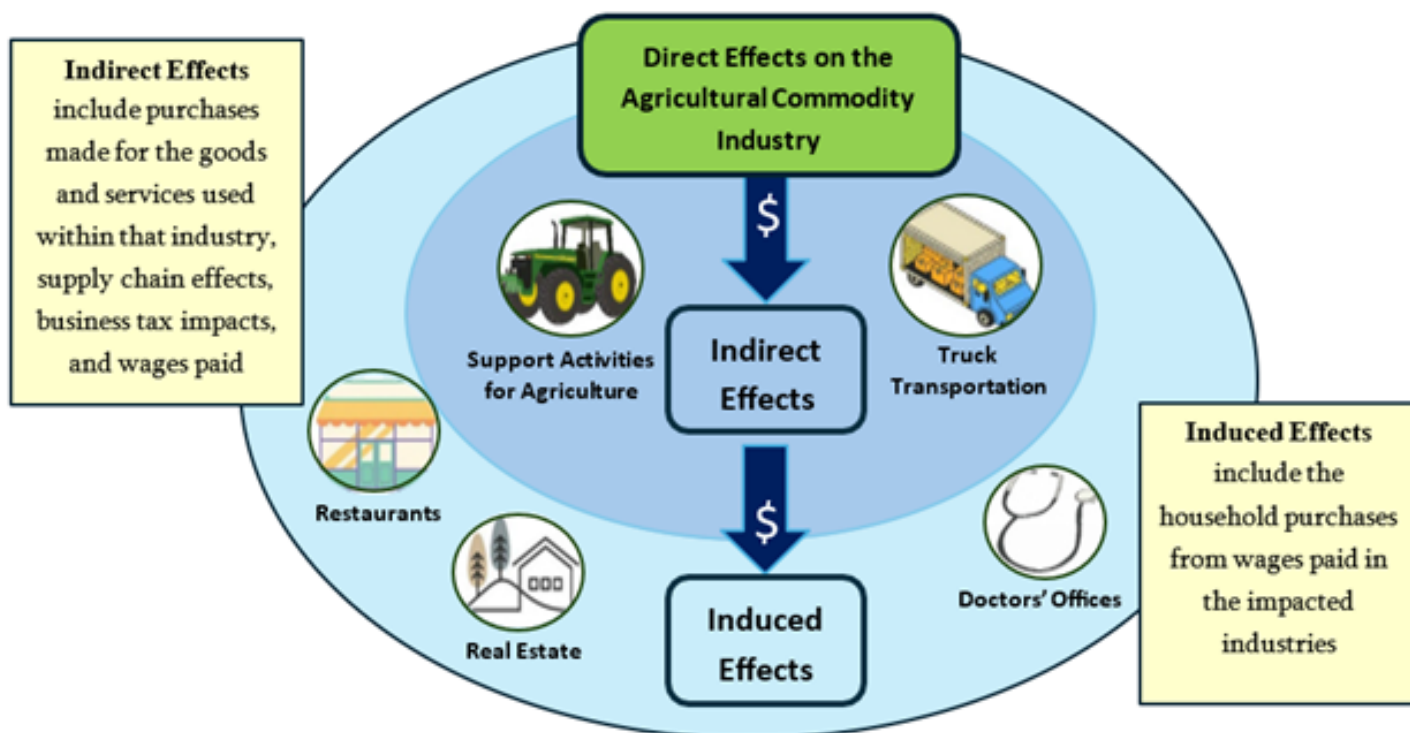 Direct Effects on the
Agricultural Commodity
Industry
Indirect Effects
include purchases
made for the goods
and services used
within that industry,
supply chain effects,
business tax impacts,
and wages paid
$
Support Activities
for Agriculture
Indirect
Effects
Truck
Transportation
Restaurants
$
Real Estate
Doctors' Offices
Induced
Effects
Induced Effects
include the
household purchases
from wages paid in
the impacted
industries